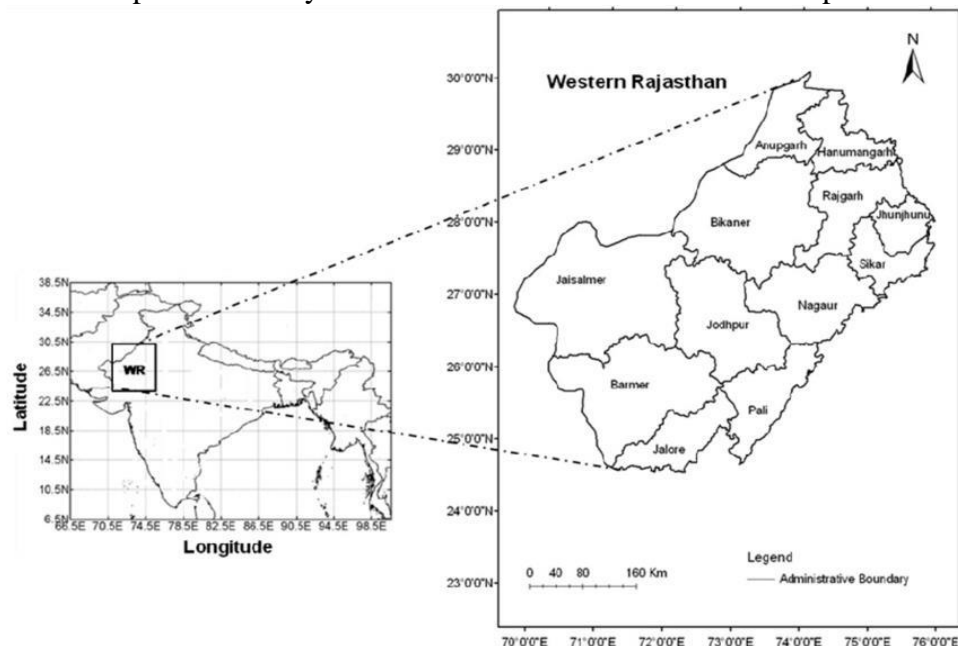 N
Western Rajasthan
30°0'0"N
29°0'0"N
28°0'0"N
27°0'0"N
26°0'0"N
25°0'0"N
24°0'0"N
23°0'0"N
Anupgarh
Hanumangarh
Rajgarh
Jhunjhunu
Bikaner
Sikar
Jaisalmer
Nagaur
Jodhpur
Barmer
Pali
Jalore
Legend
Administrative Boundary
0 40 80 160 Km
70°0'0"E 71°0'0"E 72°0'0"E 73°0'0"E 74°0'0"E 75°0'0"E 76°0'0"E
38.5N
34.5N
30.5N
26.5N
22.5N
18.5N
14.5N
10.5N
6.5N
WR
Latitude
66.5E 70.5E 74.5E 78.5E 82.5E 86.5E 90.5E 94.5E 98.5E
Longitude